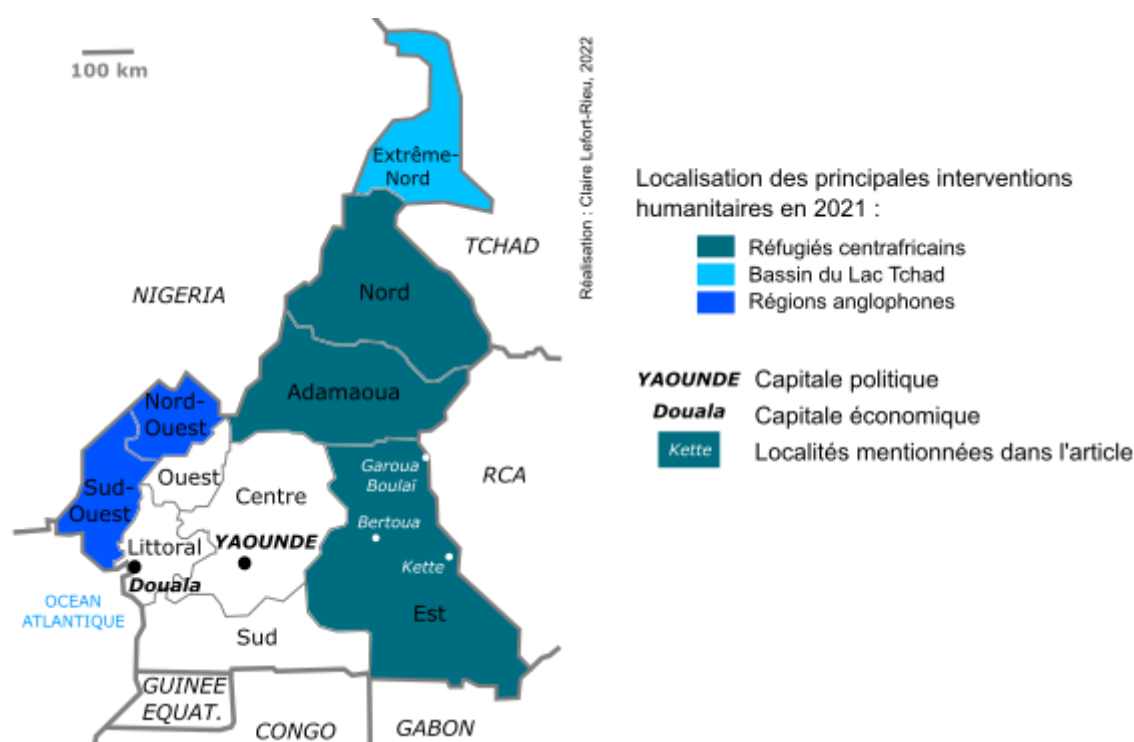 100 km
Extrême-
Nord
TCHAD
NIGERIA
Nord
Adamaoua
Nord-
Ouest
Ouest
Sud-
Ouest
Centre
Garoua
Boulaï
RCA
Bertoua
Littoral
YAOUNDE
Kette
Douala
OCEAN
ATLANTIQUE
Est
Sud
GUINEE
EQUAT.
CONGO
GABON
Réalisation : Claire Lefort-Rieu, 2022
Localisation des principales interventions
humanitaires en 2021 :
Réfugiés centrafricains
Bassin du Lac Tchad
Régions anglophones
YAOUNDE Capitale politique
Douala Capitale économique
Kette Localités mentionnées dans l'article